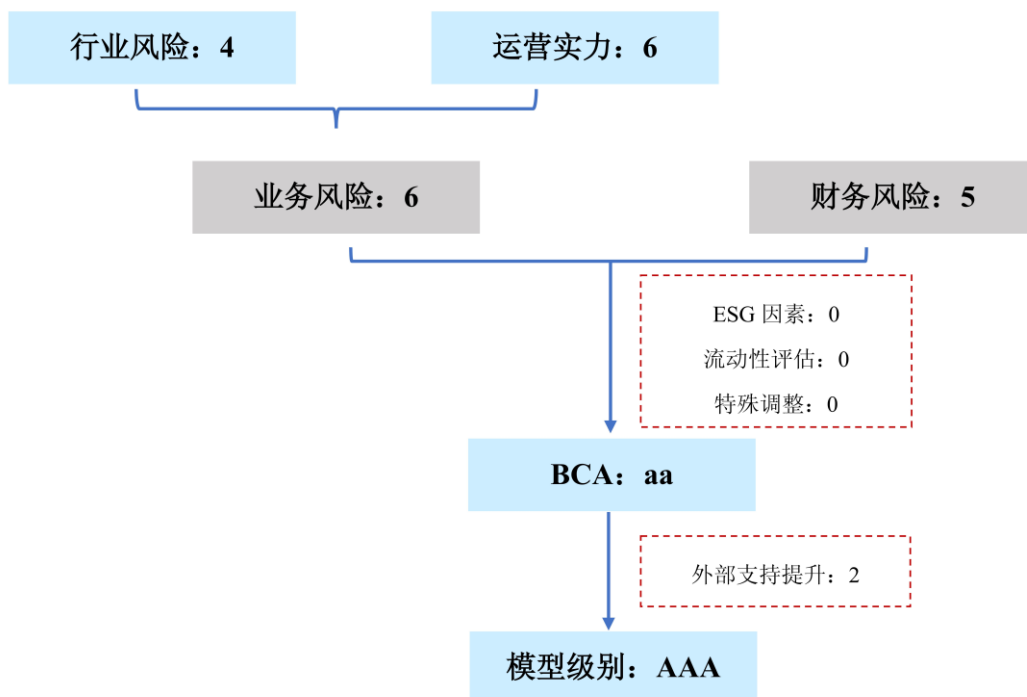 行业风险：4
运营实力：6
业务风险：6
财务风险：5
ESG 因素：0
流动性评估：0
特殊调整：0
BCA：aa
外部支持提升：2
模型级别：AAA